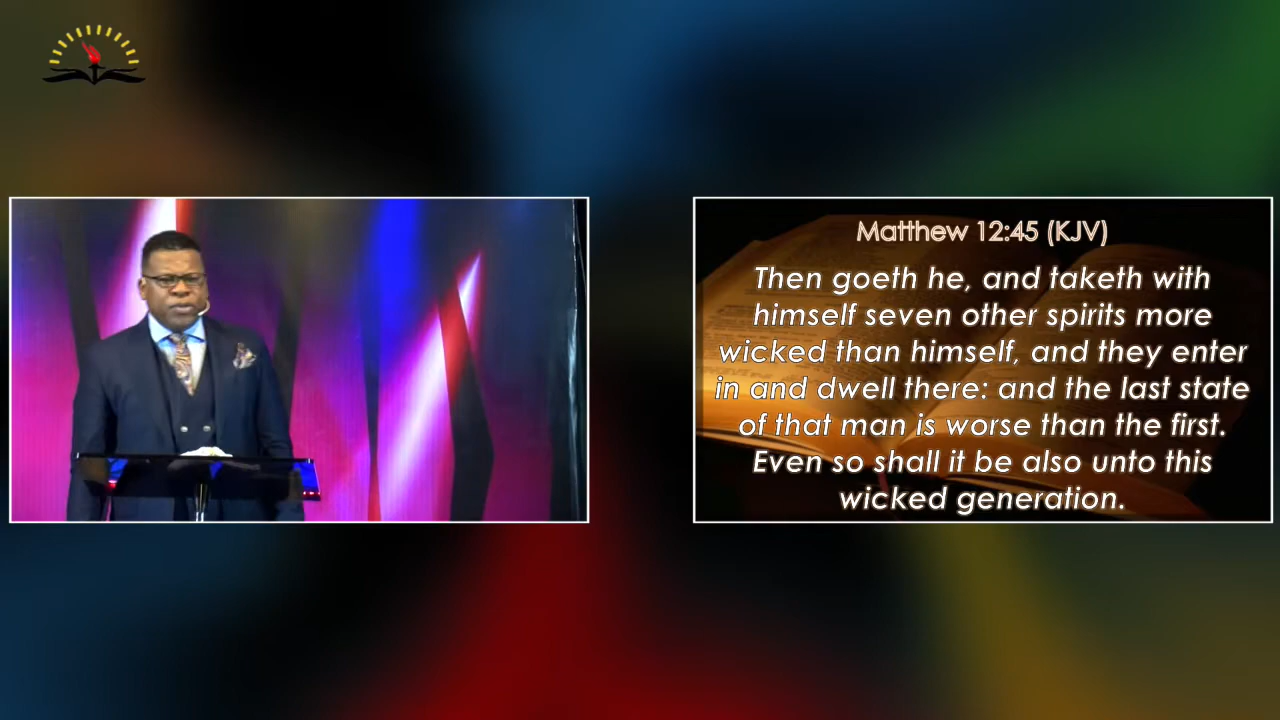 Matthew 12:45 (KJV)
Then goeth he, and taketh with
himself seven other spirits more
wicked than himself, and they enter
in and dwell there: and the last state
of that man is worse than the first.
Even so shall it be also unto this
wicked generation.